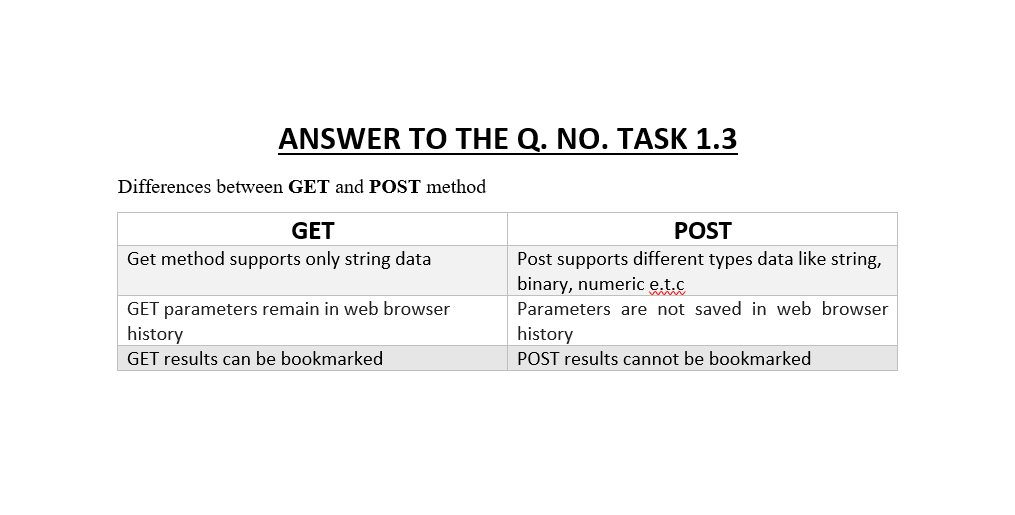 ANSWER TO THE Q. NO. TASK 1.3
Differences between GET and POST method
GET
POST
Get method supports only string data
Post supports different types data like string,
binary, numeric e.t.c
GET parameters remain in web browser
history
Parameters are not saved in web browser
history
GET results can be bookmarked
POST results cannot be bookmarked